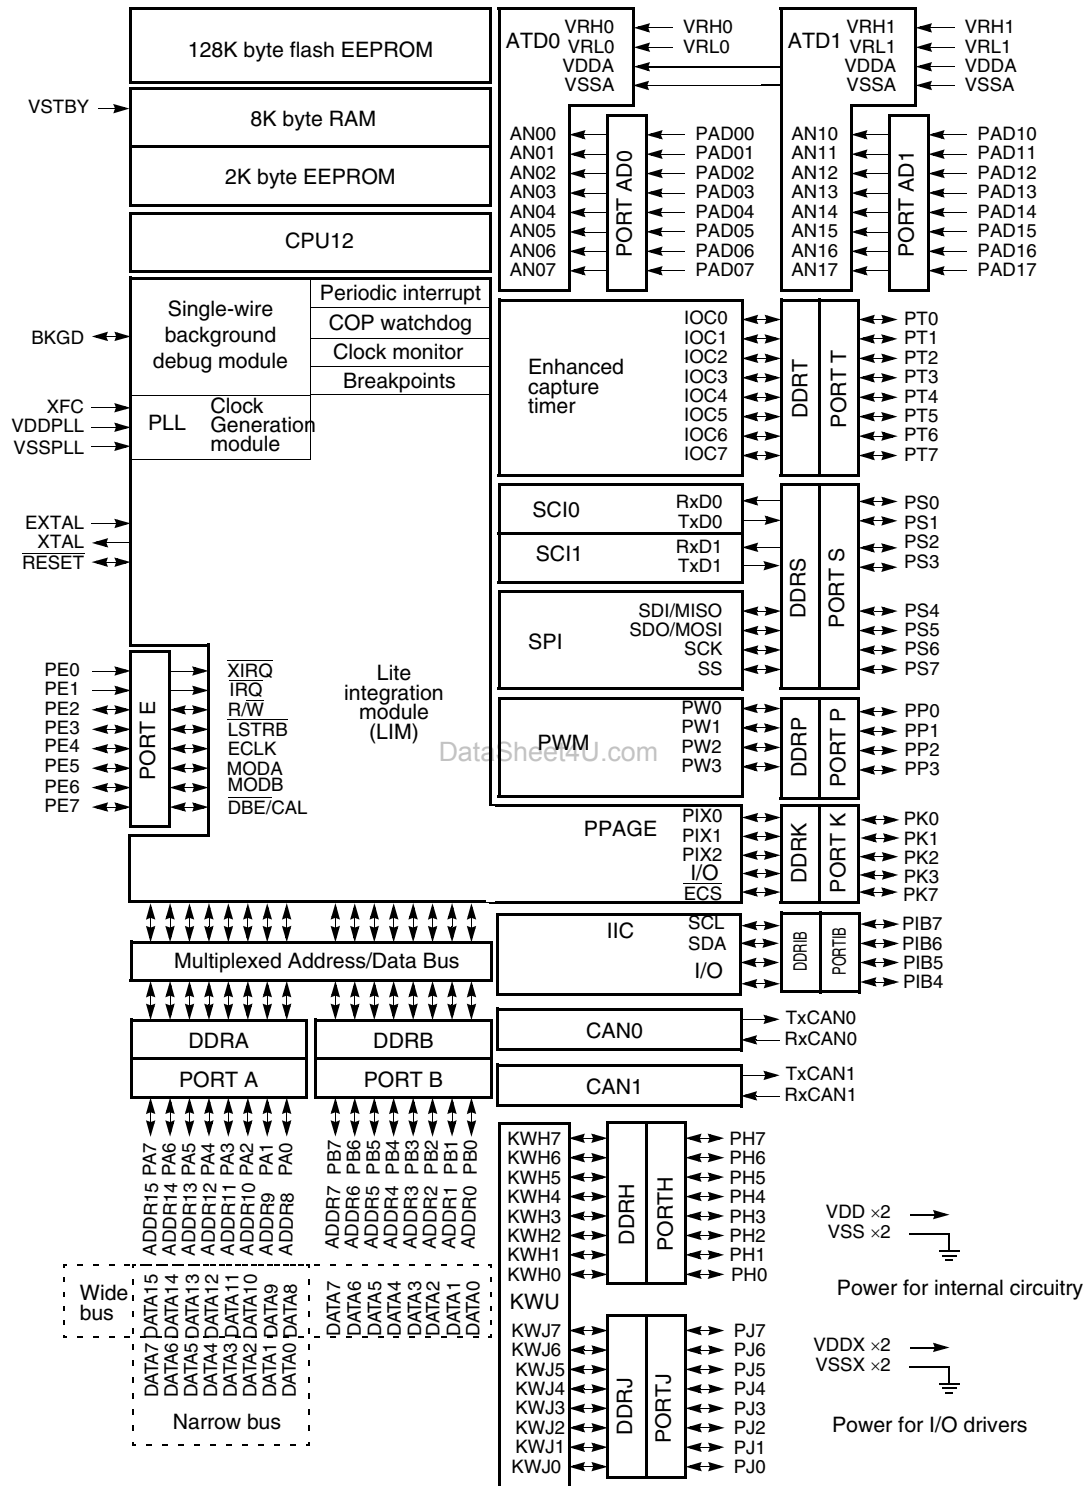 128K byte flash EEPROM
VSTBY
8K byte RAM
2K byte EEPROM
CPU12
Single-wire
background
debug module
Periodic interrupt
COP watchdog
Clock monitor
Breakpoints
BKGD
XFC
VDDPLL
VSSPLL
PLL
Clock
Generation
module
EXTAL
XTAL
RESET
PE0
PE1
PE2
PE3
PE4
PE5
PE6
PE7
PORT E
XIRQ
IRQ
R/W
LSTRB
ECLK
MODA
MODB
DBE/CAL
Lite
integration
module
(LIM)
ATD0
VRH0
VRL0
VDDA
VSSA
VRH0
VRL0
AN00
AN01
AN02
AN03
AN04
AN05
AN06
AN07
PORT AD0
PAD00
PAD01
PAD02
PAD03
PAD04
PAD05
PAD06
PAD07
ATD1
VRH1
VRL1
VDDA
VSSA
VRH1
VRL1
VDDA
VSSA
AN10
AN11
AN12
AN13
AN14
AN15
AN16
AN17
PORT AD1
PAD10
PAD11
PAD12
PAD13
PAD14
PAD15
PAD16
PAD17
Enhanced
capture
timer
IOC0
IOC1
IOC2
IOC3
IOC4
IOC5
IOC6
IOC7
DDRT
PORT T
PT0
PT1
PT2
PT3
PT4
PT5
PT6
PT7
SCI0
RxD0
TxD0
SCI1
RxD1
TxD1
SPI
SDI/MISO
SDO/MOSI
SCK
SS
DDRS
PORT S
PS0
PS1
PS2
PS3
PS4
PS5
PS6
PS7
PWM
DataSheet4U.com
PW0
PW1
PW2
PW3
DDRP
PORT P
PP0
PP1
PP2
PP3
PPAGE
PIX0
PIX1
PIX2
I/O
ECS
DDRK
PORT K
PK0
PK1
PK2
PK3
PK7
IIC
SCL
SDA
I/O
DDRIB
PORTIB
PIB7
PIB6
PIB5
PIB4
CAN0
TxCAN0
RxCAN0
CAN1
TxCAN1
RxCAN1
Multiplexed Address/Data Bus
DDRA
PORT A
DDRB
PORT B
PA7
PA6
PA5
PA4
PA3
PA2
PA1
PA0
PB7
PB6
PB5
PB4
PB3
PB2
PB1
PB0
ADDR15
ADDR14
ADDR13
ADDR12
ADDR11
ADDR10
ADDR9
ADDR8
ADDR7
ADDR6
ADDR5
ADDR4
ADDR3
ADDR2
ADDR1
ADDR0
Wide
bus
DATA15
DATA14
DATA13
DATA12
DATA11
DATA10
DATA9
DATA8
DATA7
DATA6
DATA5
DATA4
DATA3
DATA2
DATA1
DATA0
DATA7
DATA6
DATA5
DATA4
DATA3
DATA2
DATA1
DATA0
Narrow bus
KWH7
KWH6
KWH5
KWH4
KWH3
KWH2
KWH1
KWH0
KWU
KWJ7
KWJ6
KWJ5
KWJ4
KWJ3
KWJ2
KWJ1
KWJ0
DDRH
PORTH
PH7
PH6
PH5
PH4
PH3
PH2
PH1
PH0
DDRJ
PORTJ
PJ7
PJ6
PJ5
PJ4
PJ3
PJ2
PJ1
PJ0
VDD ×2
VSS ×2
Power for internal circuitry
VDDX ×2
VSSX ×2
Power for I/O drivers